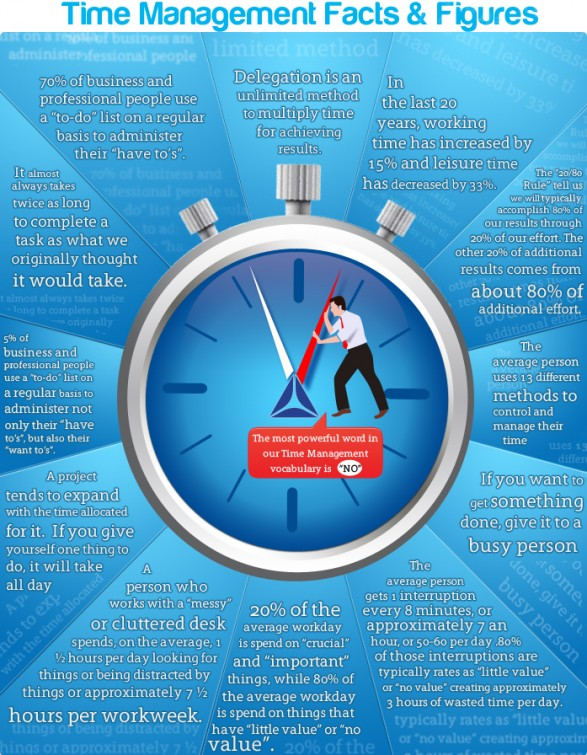 Time Management Facts & Figures
70% of business and
professional people use
a "to-do" list on a regular
basis to administer
their "have to's".
Delegation is an
unlimited method
to multiply time
for achieving
results.
In
the last 20
years, working
time has increased by
15% and leisure time
has decreased by 33%.
The "20/80
Rule" tell us
we will typically
accomplish 80% of
our results through
20% of our effort. The
other 20% of additional
results comes from
about 80% of
additional effort.
The
average person
uses 13 different
methods to
control and
manage their
time
If you want to
get something
done, give it to a
busy person
The
average person
gets 1 interruption
every 8 minutes, or
approximately 7 an
hour, or 50-60 per day .80%
of those interruptions are
typically rates as "little value"
or "no value" creating approximately
3 hours of wasted time per day.
20% of the
average workday
is spend on "crucial"
and "important"
things, while 80% of
the average workday
is spend on things that
have "little value" or "no
value".
A
person who
works with a "messy"
or cluttered desk
spends, on the average, 1
½ hours per day looking for
things or being distracted by
things or approximately 7 ½
hours per workweek.
A project
tends to expand
with the time allocated
for it. If you give
yourself one thing to
do, it will take
all day
5% of
business and
professional people
use a "to-do" list on
a regular basis to
administer not
only their "have
to's", but also their
"want to's".
It almost
always takes
twice as long
to complete a
task as what we
originally thought
it would take.
The most powerful word in
our Time Management
vocabulary is "NO"